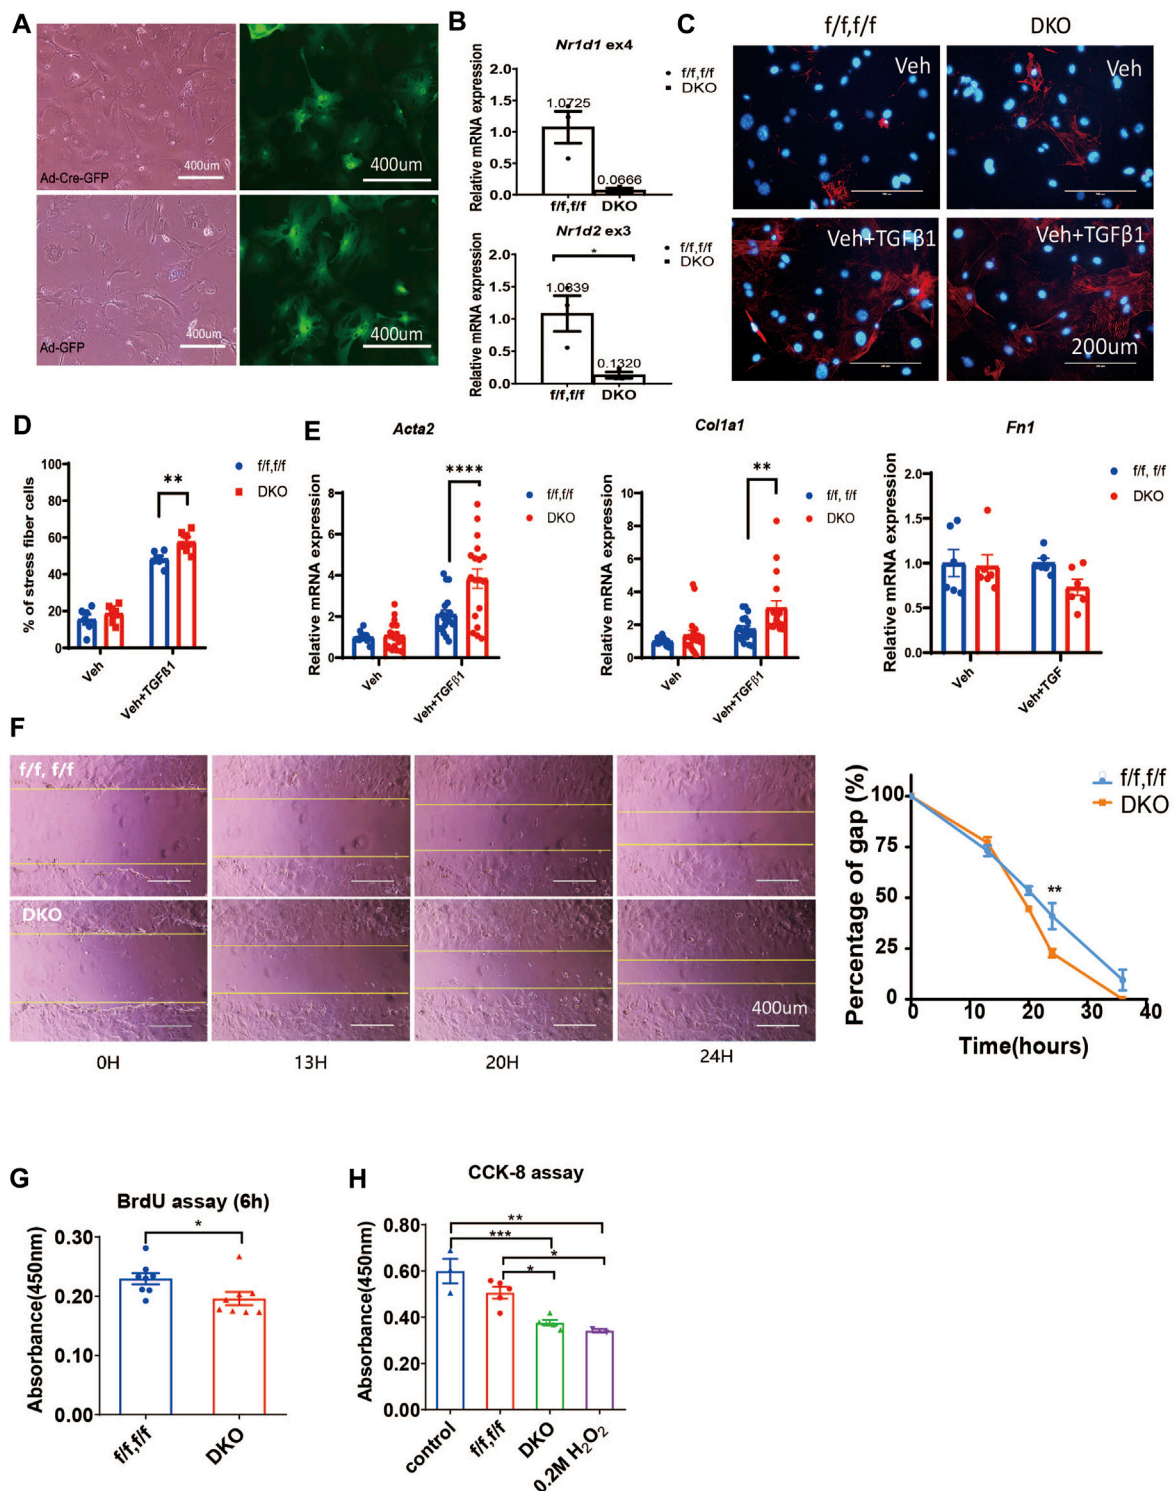 A
400um
400um
Ad-Cre-GFP
400um
400um
Ad-GFP
B
Nr1d1 ex4
Relative mRNA expression
2.0
1.5
1.0
0.5
0.0
1.0725
0.0666
f/f,f/f
DKO
f/f,f/f
DKO
Nr1d2 ex3
Relative mRNA expression
2.0
1.5
1.0
0.5
0.0
*
1.0839
0.1320
f/f,f/f
DKO
f/f,f/f
DKO
C
f/f,f/f
DKO
Veh
Veh
Veh+TGFβ1
Veh+TGFβ1
200um
D
% of stress fiber cells
100
80
60
40
20
0
**
f/f,f/f
DKO
Veh
Veh+TGFß1
E
Acta2
Relative mRNA expression
8
6
4
2
0
****
f/f,f/f
DKO
Veh
Veh+TGFβ1
Col1a1
Relative mRNA expression
10
8
6
4
2
0
**
f/f, f/f
DKO
Veh
Veh+TGFβ1
Fn1
Relative mRNA expression
2.0
1.5
1.0
0.5
0.0
f/f, f/f
DKO
Veh
Veh+TGF
F
f/f, f/f
DKO
400um
0H
13H
20H
24H
Percentage of gap (%)
100
75
50
25
0
**
f/f,f/f
DKO
0 10 20 30 40
Time(hours)
G
BrdU assay (6h)
Absorbance(450nm)
0.30
0.20
0.10
0.00
*
f/f,f/f
DKO
H
CCK-8 assay
Absorbance(450nm)
0.80
0.60
0.40
0.20
0.00
**
***
*
*
control
f/f,f/f
DKO
0.2M H₂O₂